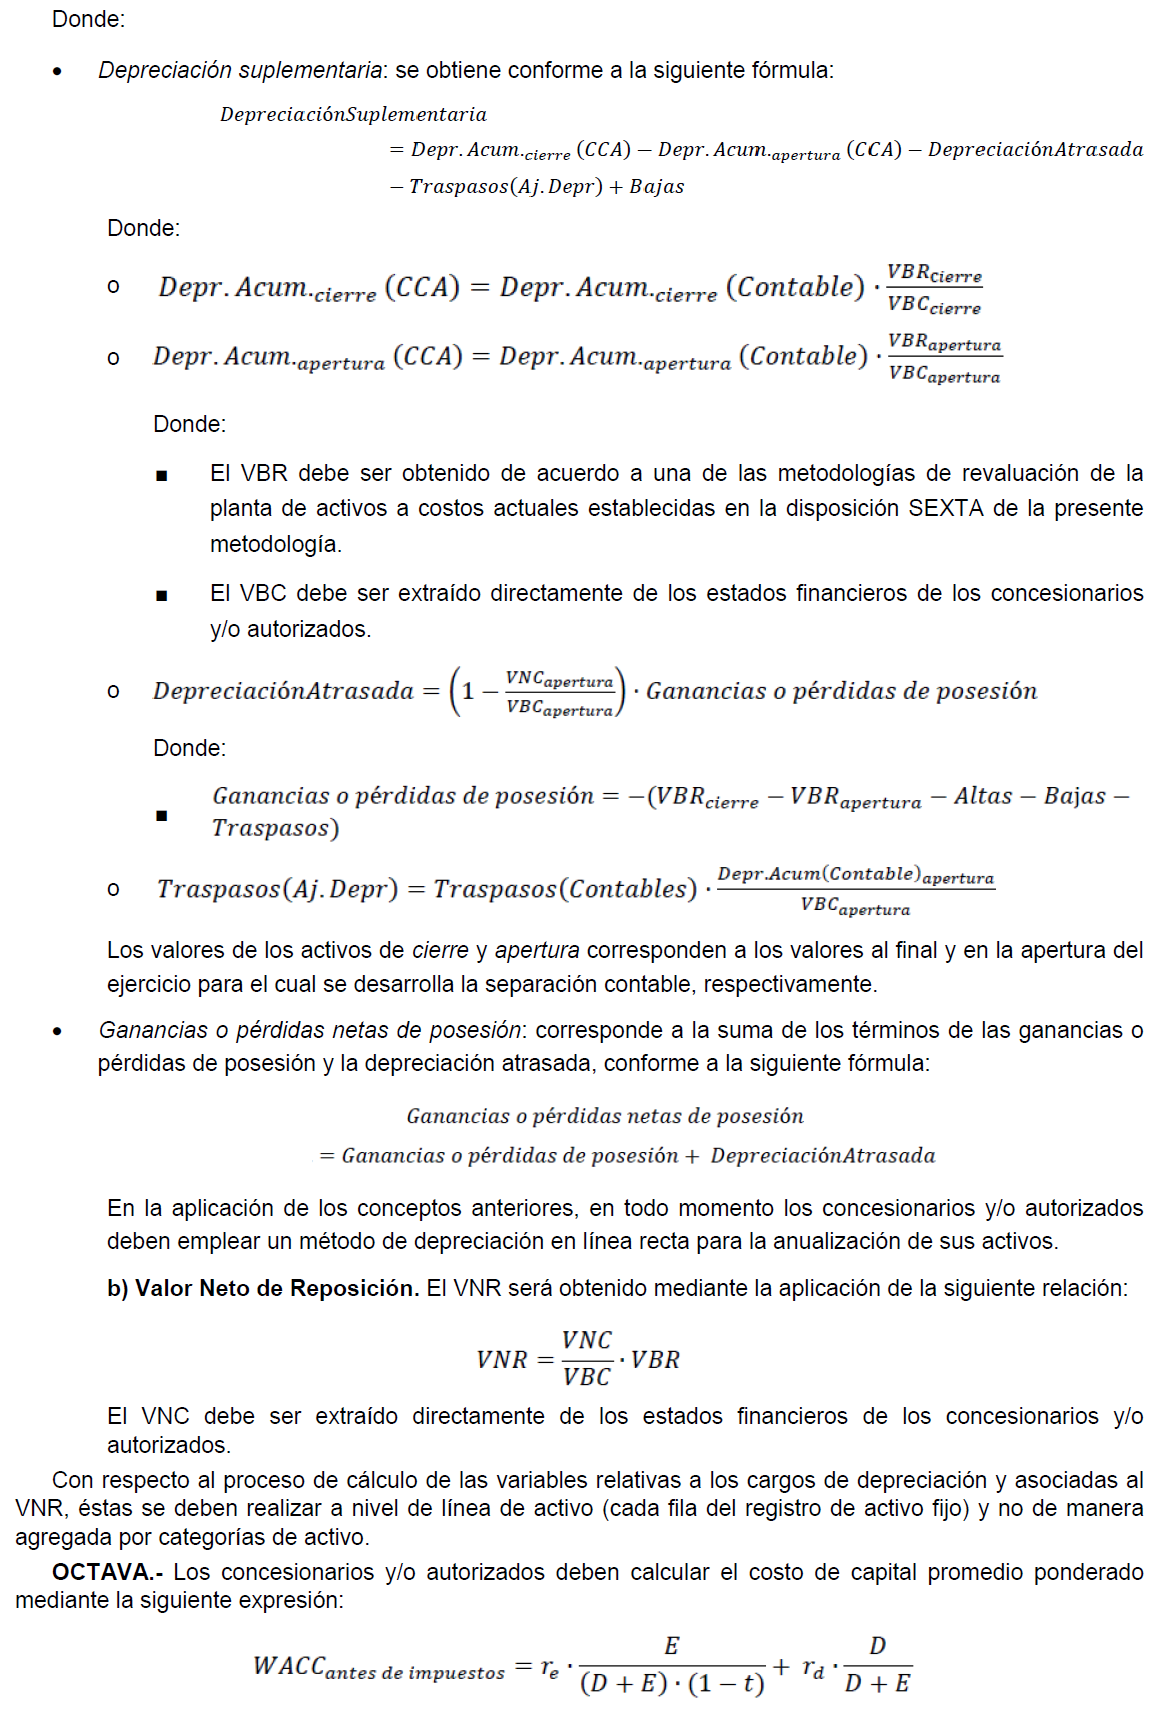 Donde:
• Depreciación suplementaria: se obtiene conforme a la siguiente fórmula:
DepreciaciónSuplementaria
= Depr. Acum.cierre (CCA) − Depr. Acum.apertura (CCA) − DepreciaciónAtrasada
− Traspasos(Aj. Depr) + Bajas
Donde:
o Depr. Acum.cierre (CCA) = Depr. Acum.cierre (Contable) · VBRcierre / VBCcierre
o Depr. Acum.apertura (CCA) = Depr. Acum.apertura (Contable) · VBRapertura / VBCapertura
Donde:
■ El VBR debe ser obtenido de acuerdo a una de las metodologías de revaluación de la
planta de activos a costos actuales establecidas en la disposición SEXTA de la presente
metodología.
■ El VBC debe ser extraído directamente de los estados financieros de los concesionarios
y/o autorizados.
o DepreciaciónAtrasada = (1 − VNCapertura / VBCapertura) · Ganancias o pérdidas de posesión
Donde:
■ Ganancias o pérdidas de posesión = −(VBRcierre − VBRapertura − Altas − Bajas −
Traspasos)
o Traspasos(Aj. Depr) = Traspasos(Contables) · Depr.Acum(Contable)apertura / VBCapertura
Los valores de los activos de cierre y apertura corresponden a los valores al final y en la apertura del
ejercicio para el cual se desarrolla la separación contable, respectivamente.
• Ganancias o pérdidas netas de posesión: corresponde a la suma de los términos de las ganancias o
pérdidas de posesión y la depreciación atrasada, conforme a la siguiente fórmula:
Ganancias o pérdidas netas de posesión
= Ganancias o pérdidas de posesión + DepreciaciónAtrasada
En la aplicación de los conceptos anteriores, en todo momento los concesionarios y/o autorizados
deben emplear un método de depreciación en línea recta para la anualización de sus activos.
b) Valor Neto de Reposición. El VNR será obtenido mediante la aplicación de la siguiente relación:
VNR = VNC / VBC · VBR
El VNC debe ser extraído directamente de los estados financieros de los concesionarios y/o
autorizados.
Con respecto al proceso de cálculo de las variables relativas a los cargos de depreciación y asociadas al
VNR, éstas se deben realizar a nivel de línea de activo (cada fila del registro de activo fijo) y no de manera
agregada por categorías de activo.
OCTAVA.- Los concesionarios y/o autorizados deben calcular el costo de capital promedio ponderado
mediante la siguiente expresión:
WACCantes de impuestos = re · E / (D + E) · (1 − t) + rd · D / D + E